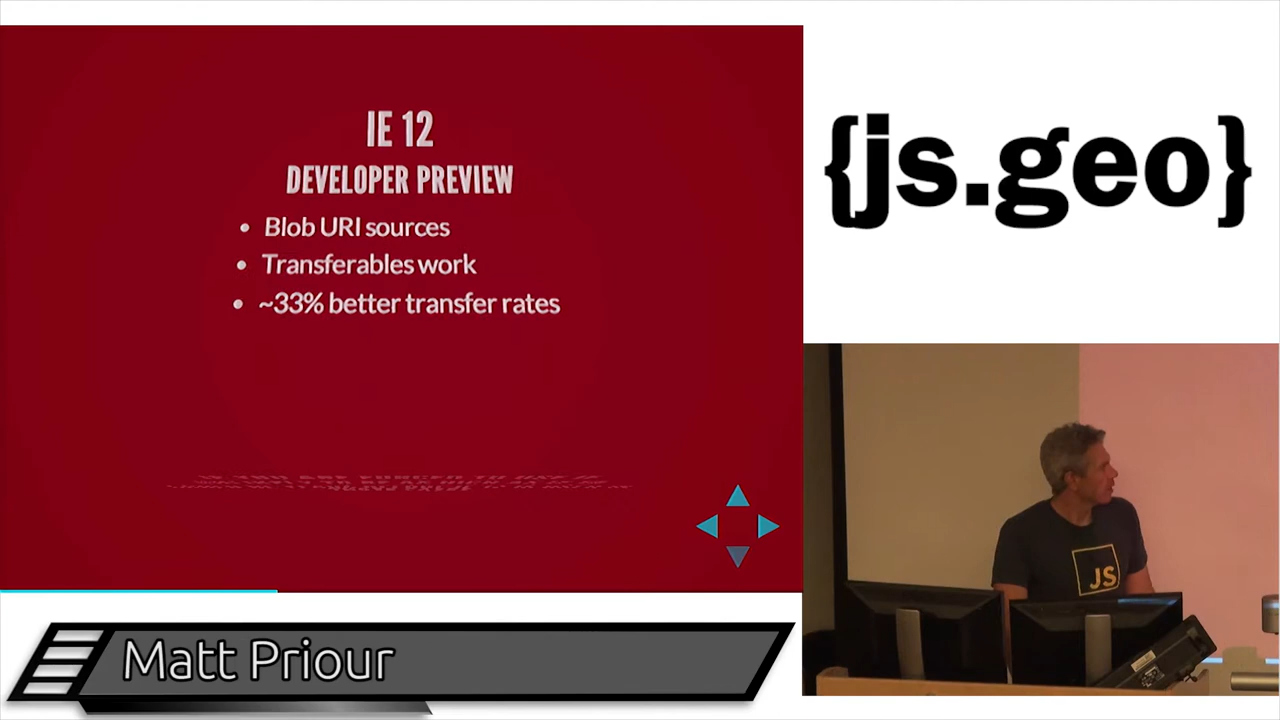 IE 12
DEVELOPER PREVIEW
• Blob URI sources
• Transferables work
• ~33% better transfer rates
{js.geo}
JS
Matt Priour